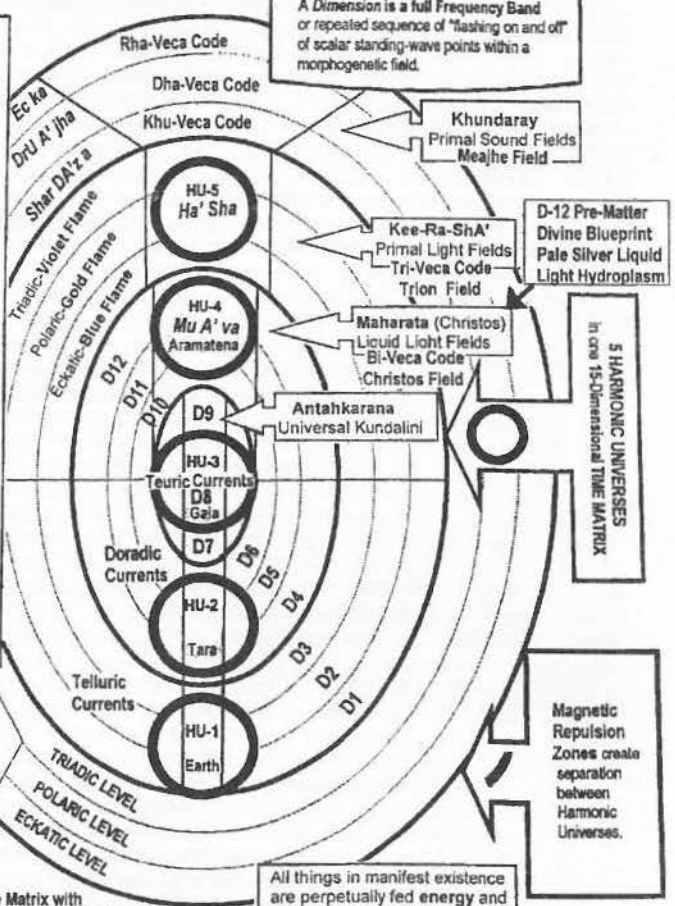 A Dimension is a full Frequency Band
or repeated sequence of "flashing on and off"
of scalar standing-wave points within a
morphogenetic field.
Rha-Veca Code
Dha-Veca Code
Khu-Veca Code
Ec ka
DrU A' jha
Shar DA'z a
Khundaray
Primal Sound Fields
Meajhe Field
HU-5
Ha' Sha
Triadic-Violet Flame
Polaric-Gold Flame
Eckatic-Blue Flame
Kee-Ra-ShA'
Primal Light Fields
Tri-Veca Code
Trion Field
D-12 Pre-Matter
Divine Blueprint
Pale Silver Liquid
Light Hydroplasm
HU-4
Mu A' va
Aramatena
Maharata (Christos)
Liquid Light Fields
Bi-Veca Code
Christos Field
D12
D11
D10
D9
Antahkarana
Universal Kundalini
5 HARMONIC UNIVERSES
in one 15-Dimensional TIME MATRIX
HU-3
Teuric Currents
D8
Gaia
D7
D6
D5
D4
Doradic
Currents
HU-2
Tara
D3
D2
D1
Telluric
Currents
HU-1
Earth
Magnetic
Repulsion
Zones create
separation
between
Harmonic
Universes.
TRIADIC LEVEL
POLARIC LEVEL
ECKATIC LEVEL
Matrix with
All things in manifest existence
are perpetually fed energy and